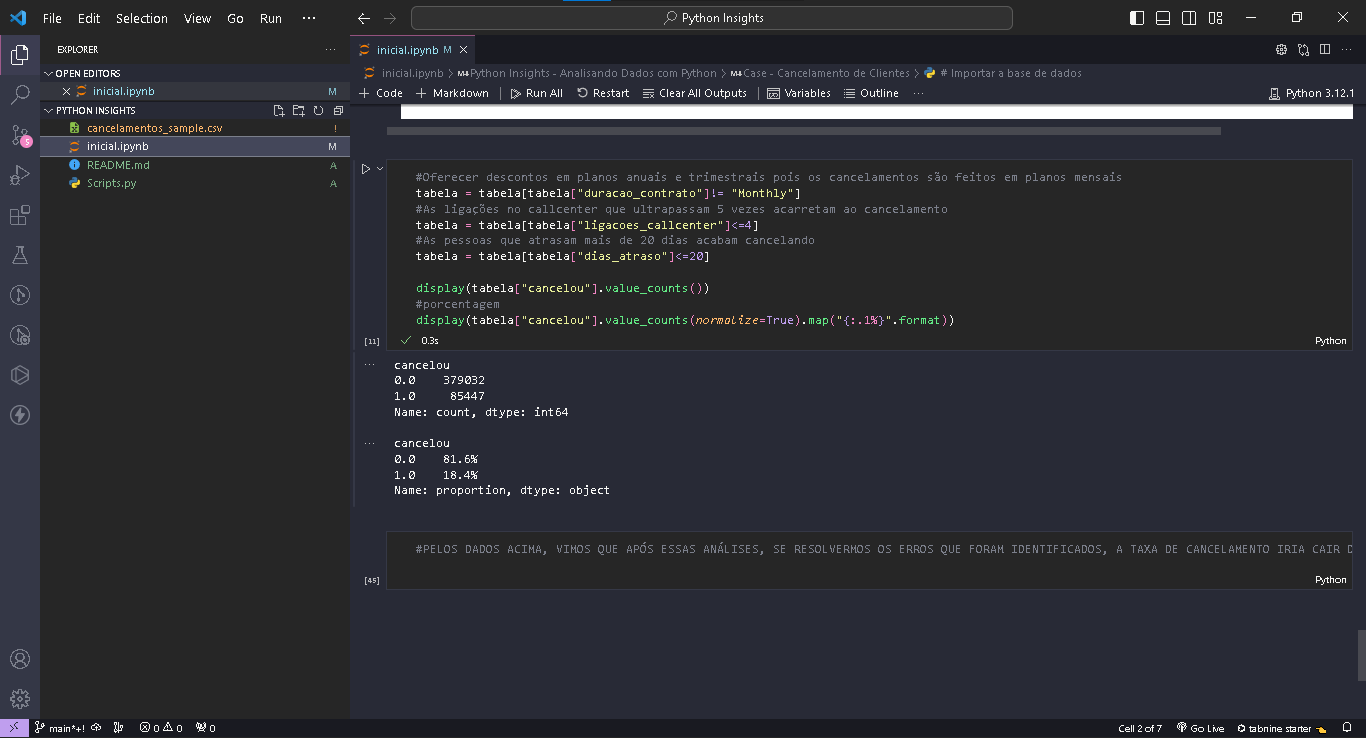 File Edit Selection View Go Run ···
Python Insights
EXPLORER
OPEN EDITORS
inicial.ipynb M
PYTHON INSIGHTS
cancelamentos_sample.csv !
inicial.ipynb M
README.md A
Scripts.py A
inicial.ipynb M
inicial.ipynb > M↓Python Insights - Analisando Dados com Python > M↓Case - Cancelamento de Clientes > # Importar a base de dados
+ Code + Markdown Run All Restart Clear All Outputs Variables Outline ··· Python 3.12.1
#Oferecer descontos em planos anuais e trimestrais pois os cancelamentos são feitos em planos mensais
tabela = tabela[tabela["duracao_contrato"]!= "Monthly"]
#As ligações no callcenter que ultrapassam 5 vezes acarretam ao cancelamento
tabela = tabela[tabela["ligacoes_callcenter"]<=4]
#As pessoas que atrasam mais de 20 dias acabam cancelando
tabela = tabela[tabela["dias_atraso"]<=20]
display(tabela["cancelou"].value_counts())
#porcentagem
display(tabela["cancelou"].value_counts(normalize=True).map("{:.1%}".format))
[11] 0.3s Python
cancelou
0.0 379032
1.0 85447
Name: count, dtype: int64
cancelou
0.0 81.6%
1.0 18.4%
Name: proportion, dtype: object
#PELOS DADOS ACIMA, VIMOS QUE APÓS ESSAS ANÁLISES, SE RESOLVERMOS OS ERROS QUE FORAM IDENTIFICADOS, A TAXA DE CANCELAMENTO IRIA CAIR D
[45] Python
main*+! 0 0 0 Cell 2 of 7 Go Live tabnine starter